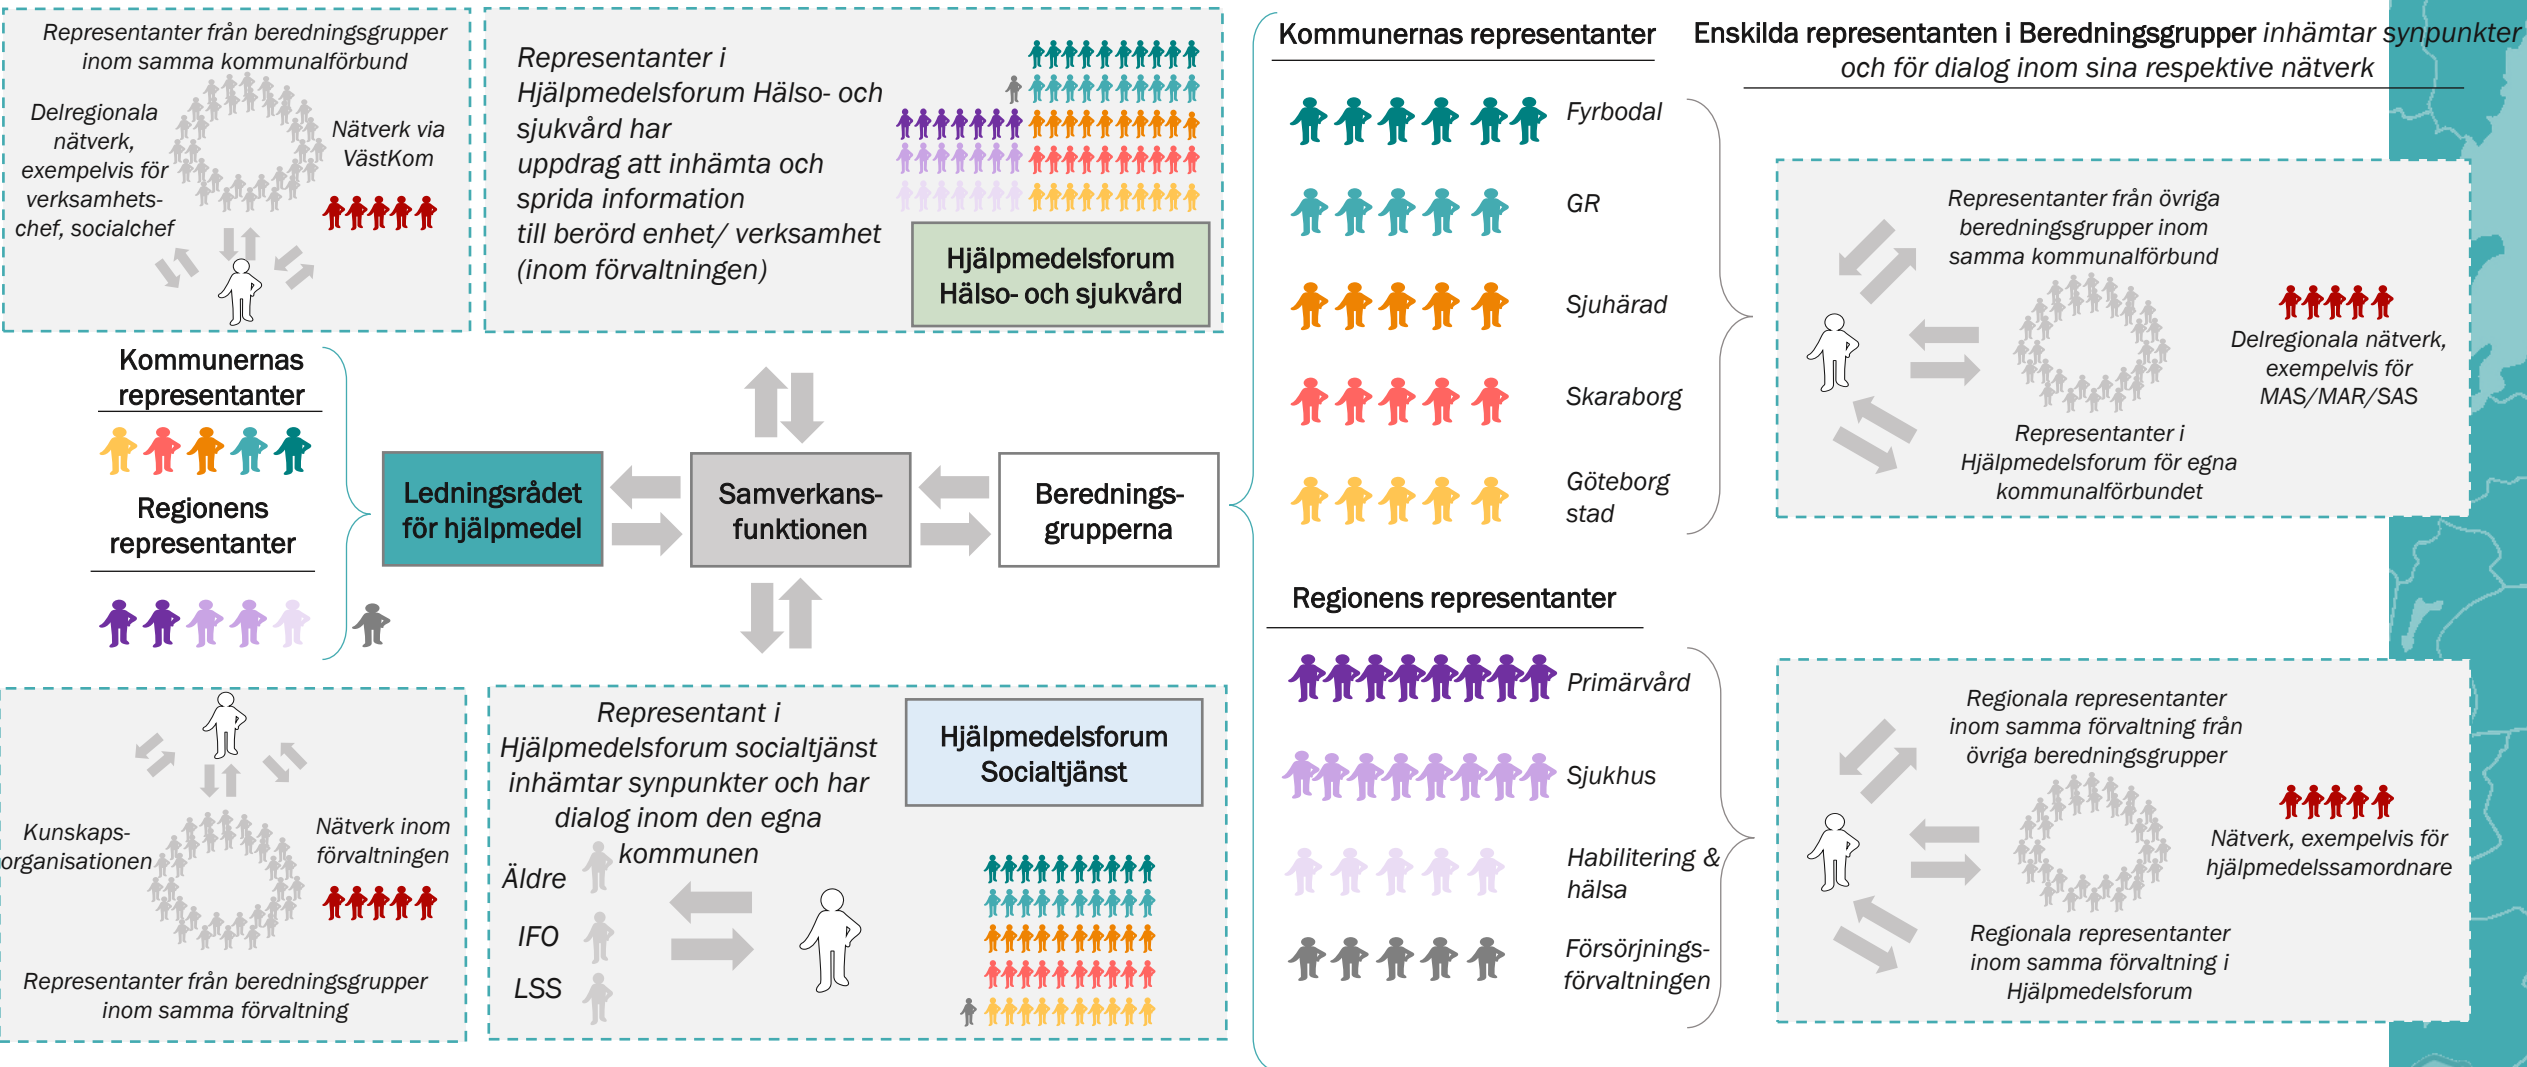 Representanter från beredningsgrupper
inom samma kommunalförbund
Delregionala
nätverk,
exempelvis för
verksamhets-
chef, socialchef
Nätverk via
VästKom
Representanter i
Hjälpmedelsforum Hälso- och
sjukvård har
uppdrag att inhämta och
sprida information
till berörd enhet/ verksamhet
(inom förvaltningen)
Hjälpmedelsforum
Hälso- och sjukvård
Kommunernas
representanter
Regionens
representanter
Ledningsrådet
för hjälpmedel
Samverkans-
funktionen
Berednings-
grupperna
Kunskaps-
organisationen
Nätverk inom
förvaltningen
Representanter från beredningsgrupper
inom samma förvaltning
Representant i
Hjälpmedelsforum socialtjänst
inhämtar synpunkter och har
dialog inom den egna
kommunen
Äldre
IFO
LSS
Hjälpmedelsforum
Socialtjänst
Kommunernas representanter
Fyrbodal
GR
Sjuhärad
Skaraborg
Göteborg
stad
Regionens representanter
Primärvård
Sjukhus
Habilitering &
hälsa
Försörjnings-
förvaltningen
Enskilda representanten i Beredningsgrupper inhämtar synpunkter
och för dialog inom sina respektive nätverk
Representanter från övriga
beredningsgrupper inom
samma kommunalförbund
Delregionala nätverk,
exempelvis för
MAS/MAR/SAS
Representanter i
Hjälpmedelsforum för egna
kommunalförbundet
Regionala representanter
inom samma förvaltning från
övriga beredningsgrupper
Nätverk, exempelvis för
hjälpmedelssamordnare
Regionala representanter
inom samma förvaltning i
Hjälpmedelsforum